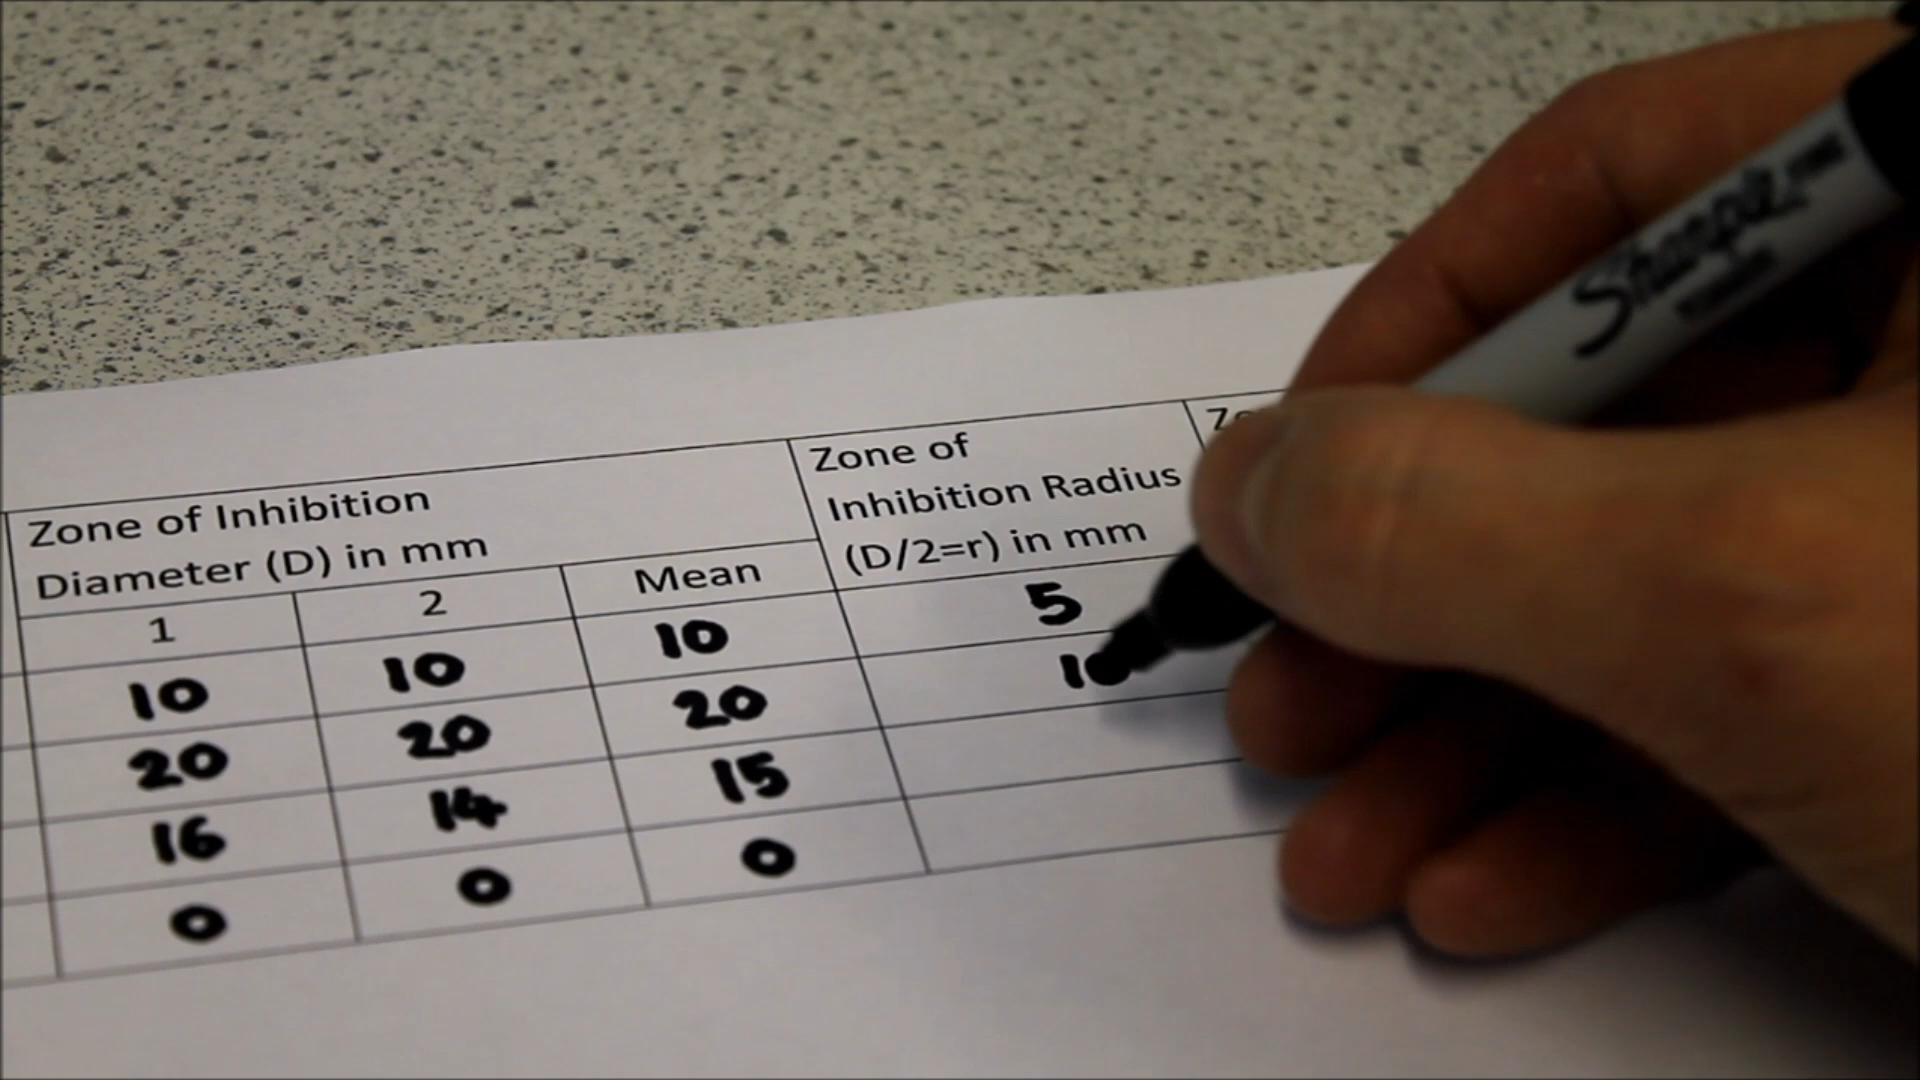 Sharpie
Zone of Inhibition
Diameter (D) in mm
Zone of
Inhibition Radius
(D/2=r) in mm
1 2 Mean
10 10 10 5
20 20 20 10
16 14 15
0 0 0